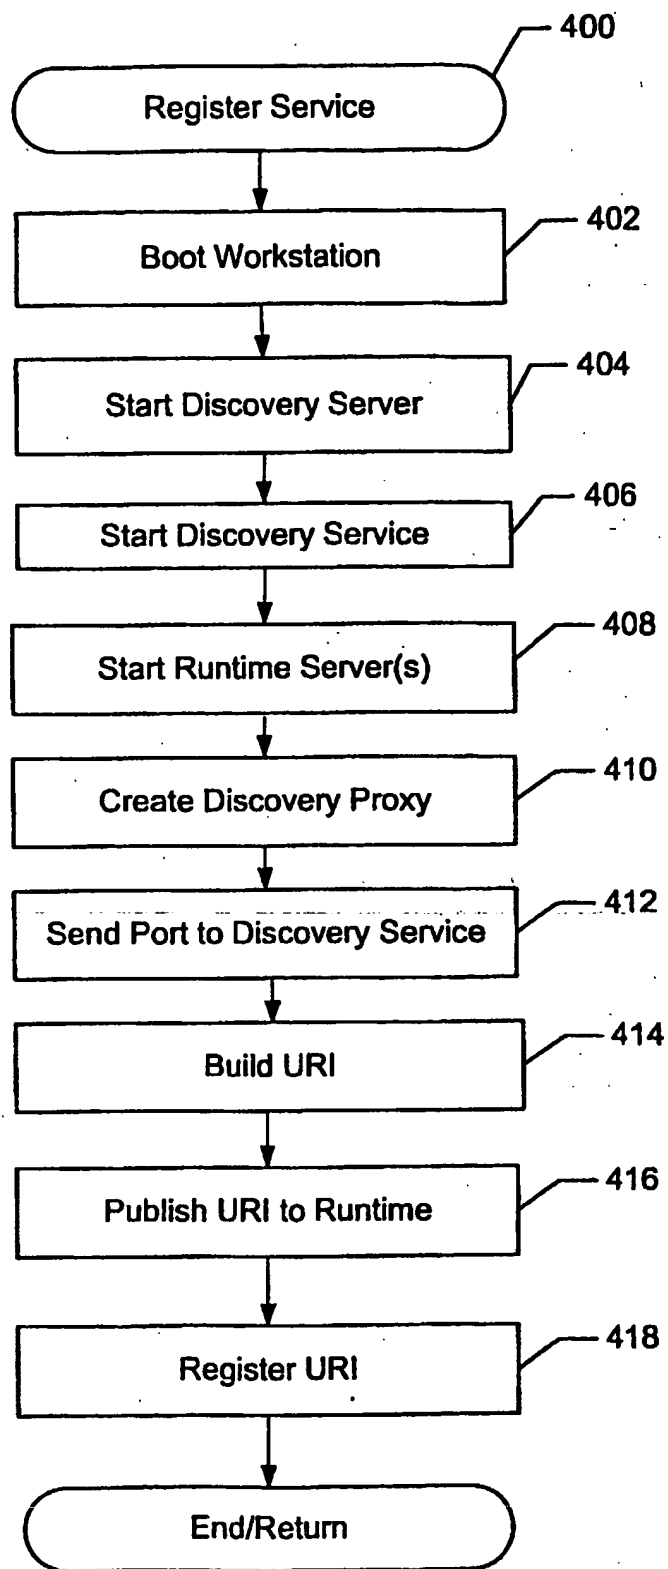 400
Register Service
402
Boot Workstation
404
Start Discovery Server
406
Start Discovery Service
408
Start Runtime Server(s)
410
Create Discovery Proxy
412
Send Port to Discovery Service
414
Build URI
416
Publish URI to Runtime
418
Register URI
End/Return